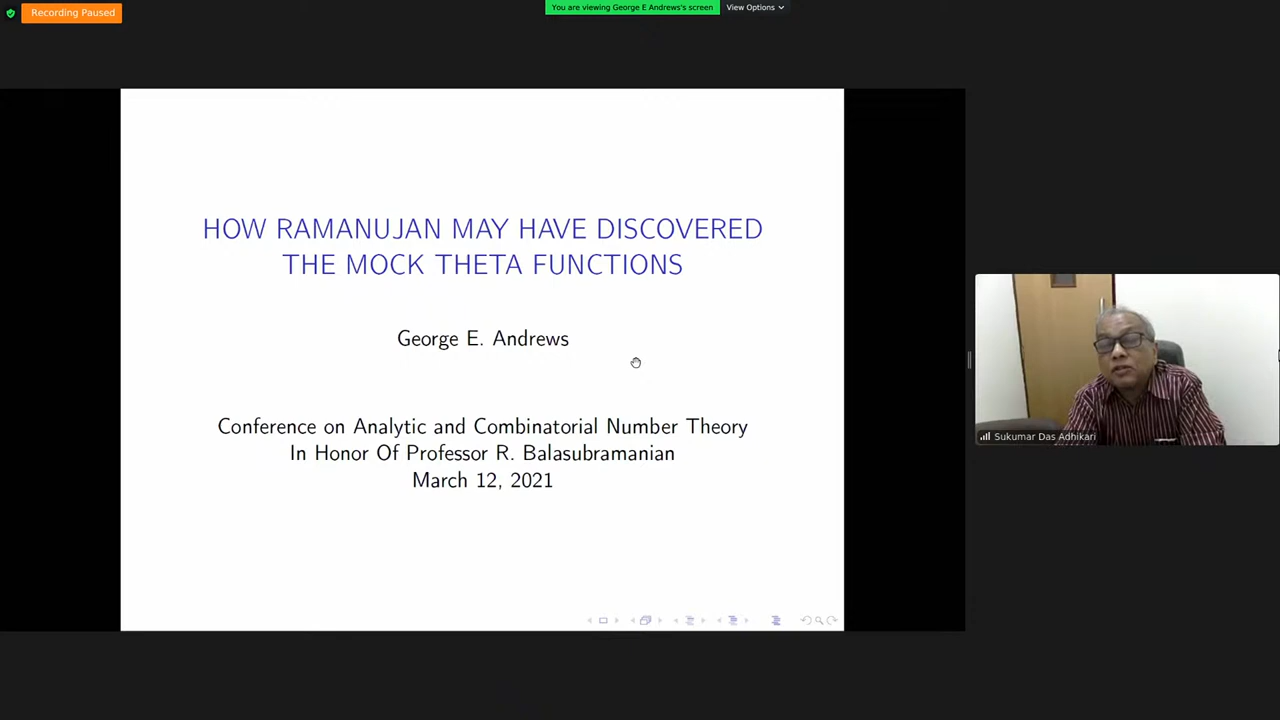 Recording Paused
You are viewing George E Andrews's screen
View Options
HOW RAMANUJAN MAY HAVE DISCOVERED
THE MOCK THETA FUNCTIONS
George E. Andrews
Conference on Analytic and Combinatorial Number Theory
In Honor Of Professor R. Balasubramanian
March 12, 2021
Sukumar Das Adhikari